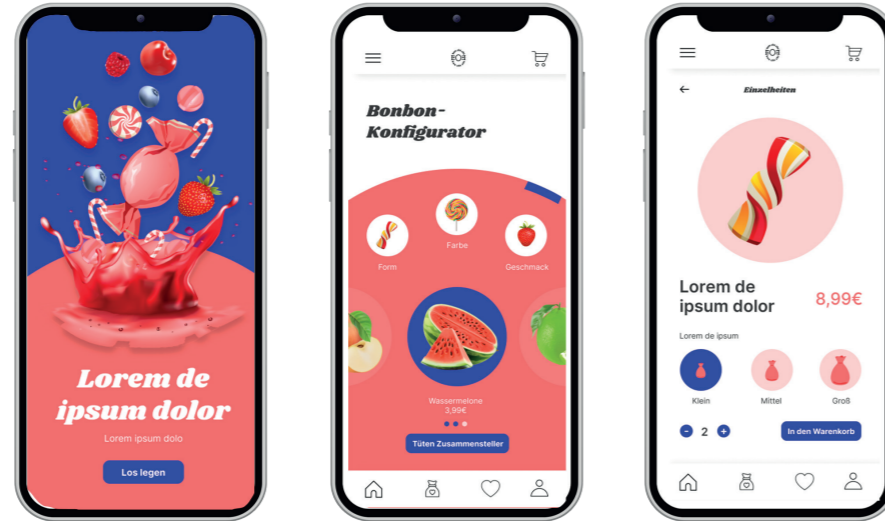 Lorem de
ipsum dolor
Lorem ipsum dolo
Los legen
Bonbon-
Konfigurator
Form
Farbe
Geschmack
Wassermelone
3,99€
Tüten Zusammensteller
Einzelheiten
Lorem de
ipsum dolor
8,99€
Lorem de ipsum
Klein
Mittel
Groß
- 2 +
In den Warenkorb